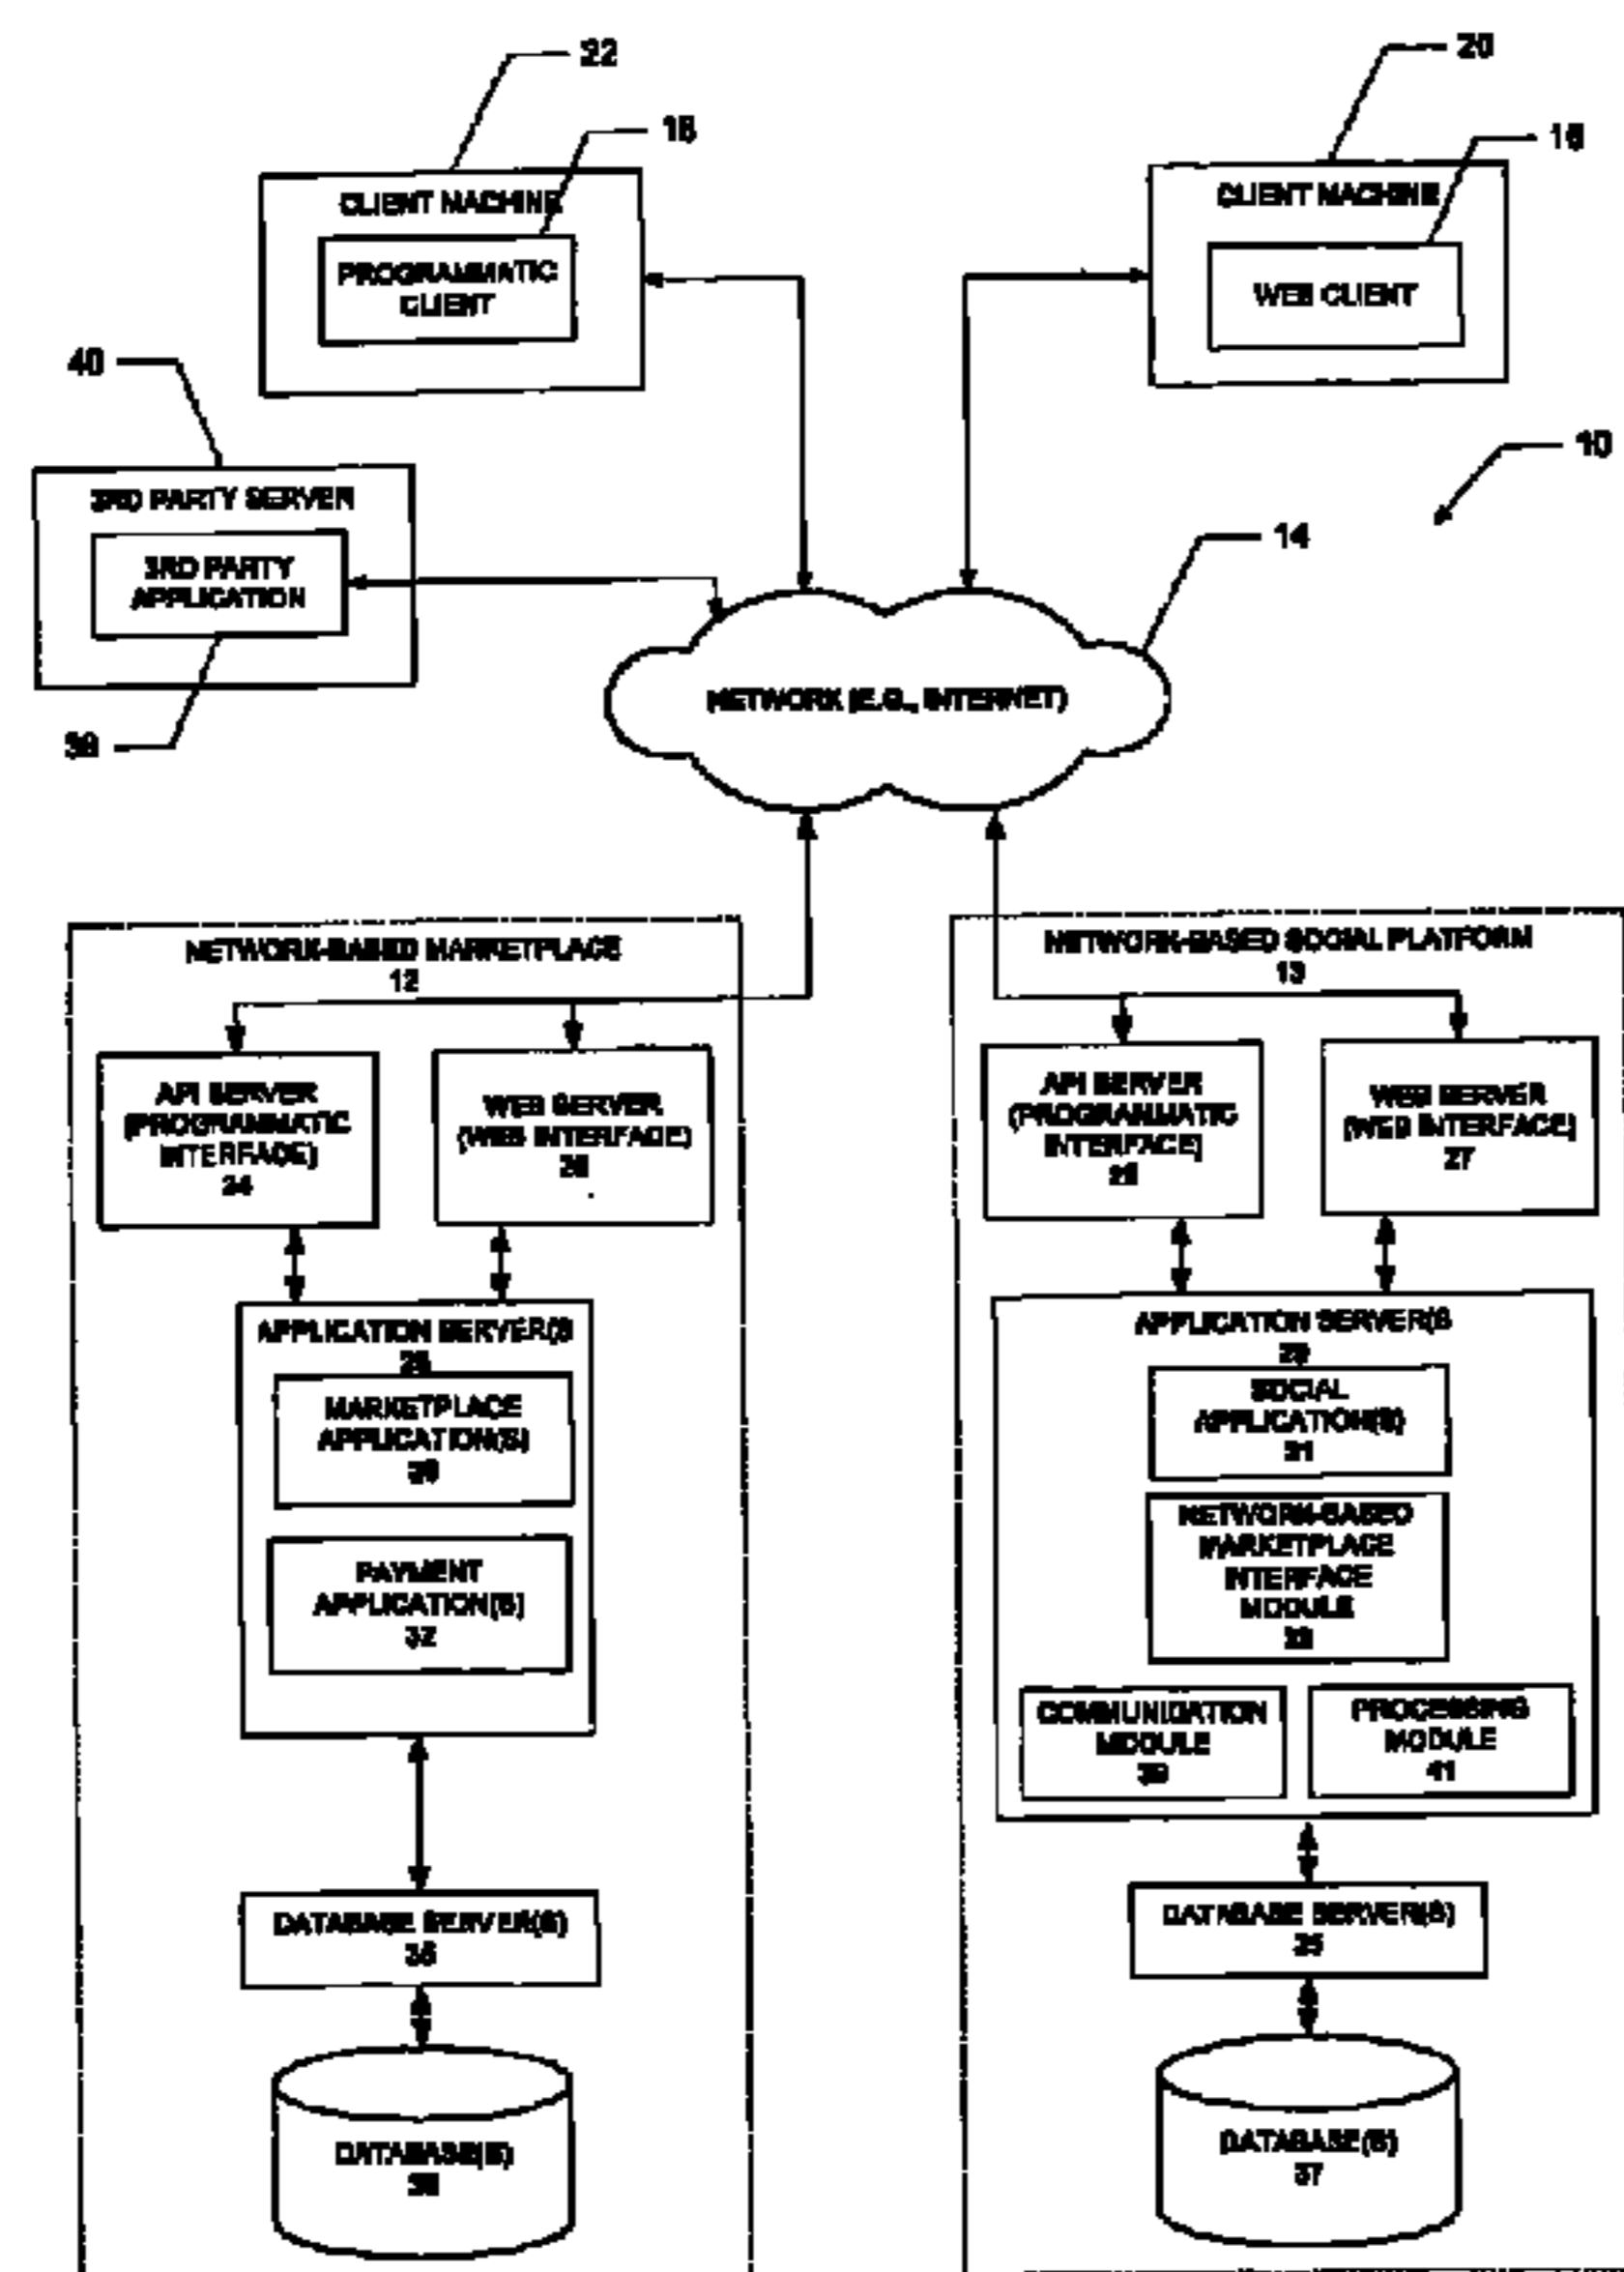 22
20
CLIENT MACHINE
PROGRAMMATIC
CLIENT
CLIENT MACHINE
WEB CLIENT
40
10
3RD PARTY SERVER
3RD PARTY
APPLICATION
14
NETWORK (E.G., INTERNET)
NETWORK-BASED MARKETPLACE
12
API SERVER
(PROGRAMMATIC
INTERFACE)
24
WEB SERVER
(WEB INTERFACE)
APPLICATION SERVER(S
MARKETPLACE
APPLICATION(S)
PAYMENT
APPLICATION(S)
32
DATABASE SERVER(S)
DATABASE(S)
NETWORK-BASED SOCIAL PLATFORM
13
API SERVER
(PROGRAMMATIC
INTERFACE)
WEB SERVER
(WEB INTERFACE)
27
APPLICATION SERVER(S
SOCIAL
APPLICATION(S)
31
NETWORK-BASED
MARKETPLACE
INTERFACE
MODULE
COMMUNICATION
MODULE
PROCESSING
MODULE
41
DATABASE SERVER(S)
35
DATABASE(S)
37